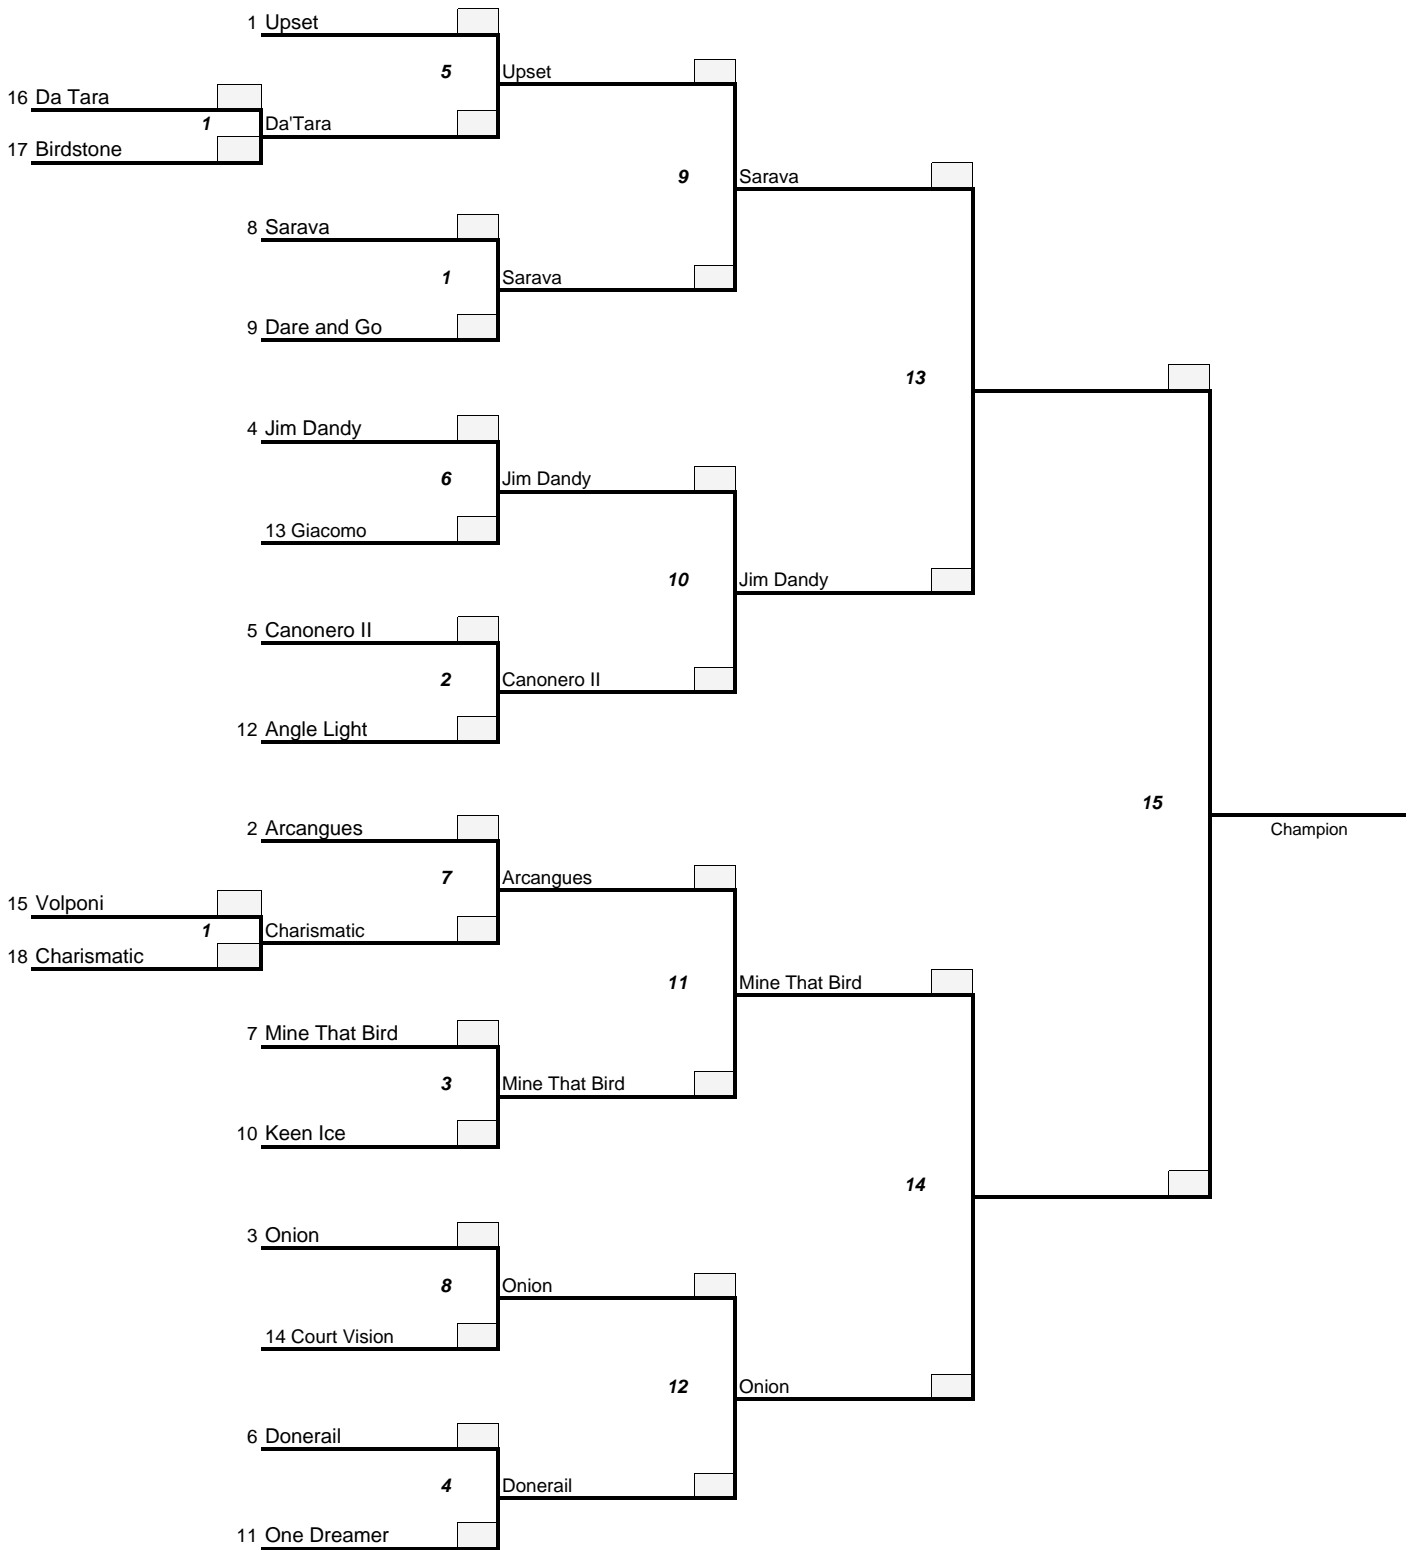 1 Upset
5 Upset
16 Da Tara
1 Da'Tara
17 Birdstone
9 Sarava
8 Sarava
1 Sarava
9 Dare and Go
13
4 Jim Dandy
6 Jim Dandy
13 Giacomo
10 Jim Dandy
5 Canonero II
2 Canonero II
12 Angle Light
15
Champion
2 Arcangues
7 Arcangues
15 Volponi
1 Charismatic
18 Charismatic
11 Mine That Bird
7 Mine That Bird
3 Mine That Bird
10 Keen Ice
14
3 Onion
8 Onion
14 Court Vision
12 Onion
6 Donerail
4 Donerail
11 One Dreamer